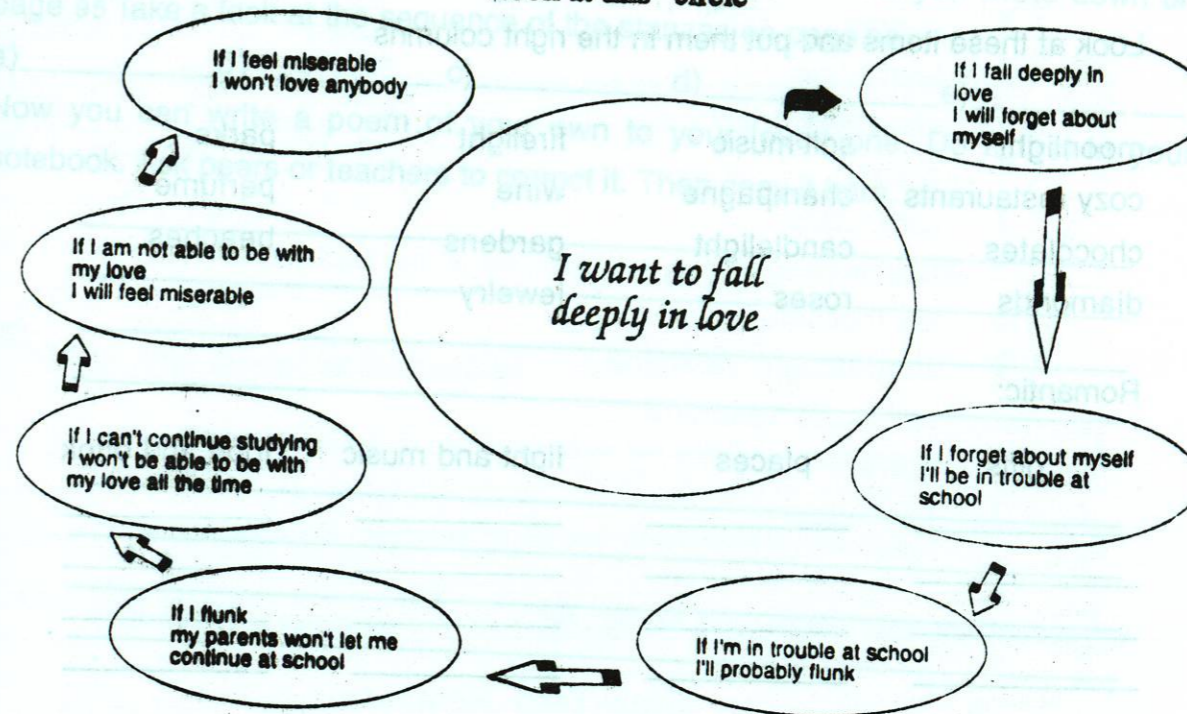 I want to fall
deeply in love
If I fall deeply in
love
I will forget about
myself
If I forget about myself
I'll be in trouble at
school
If I'm in trouble at school
I'll probably flunk
If I flunk
my parents won't let me
continue at school
If I can't continue studying
I won't be able to be with
my love all the time
If I am not able to be with
my love
I will feel miserable
If I feel miserable
I won't love anybody
Look at these items and put them in the right columns
moonlight soft music firelight parks
cozy restaurants champagne wine perfume
chocolates candlelight gardens beaches
diamonds roses jewelry
Romantic:
places light and music